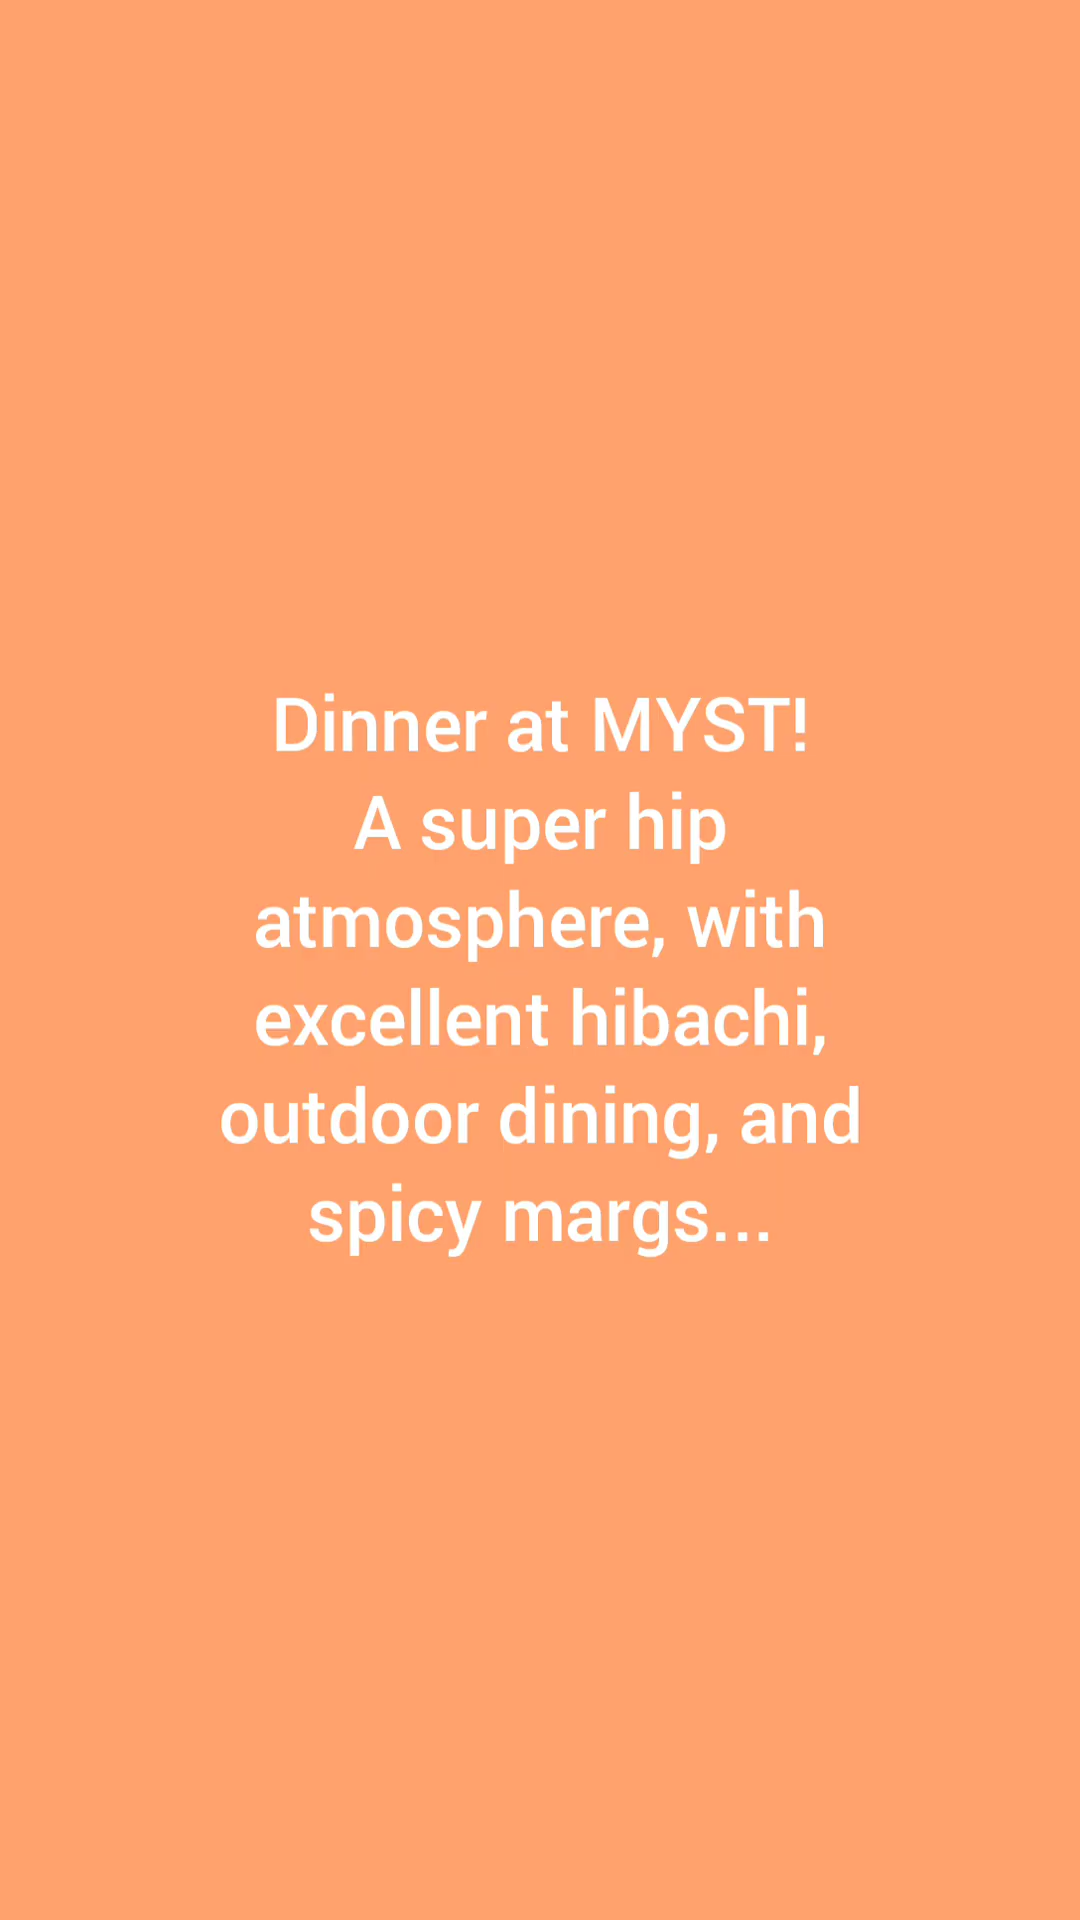 Dinner at MYST!
A super hip
atmosphere, with
excellent hibachi,
outdoor dining, and
spicy margs...